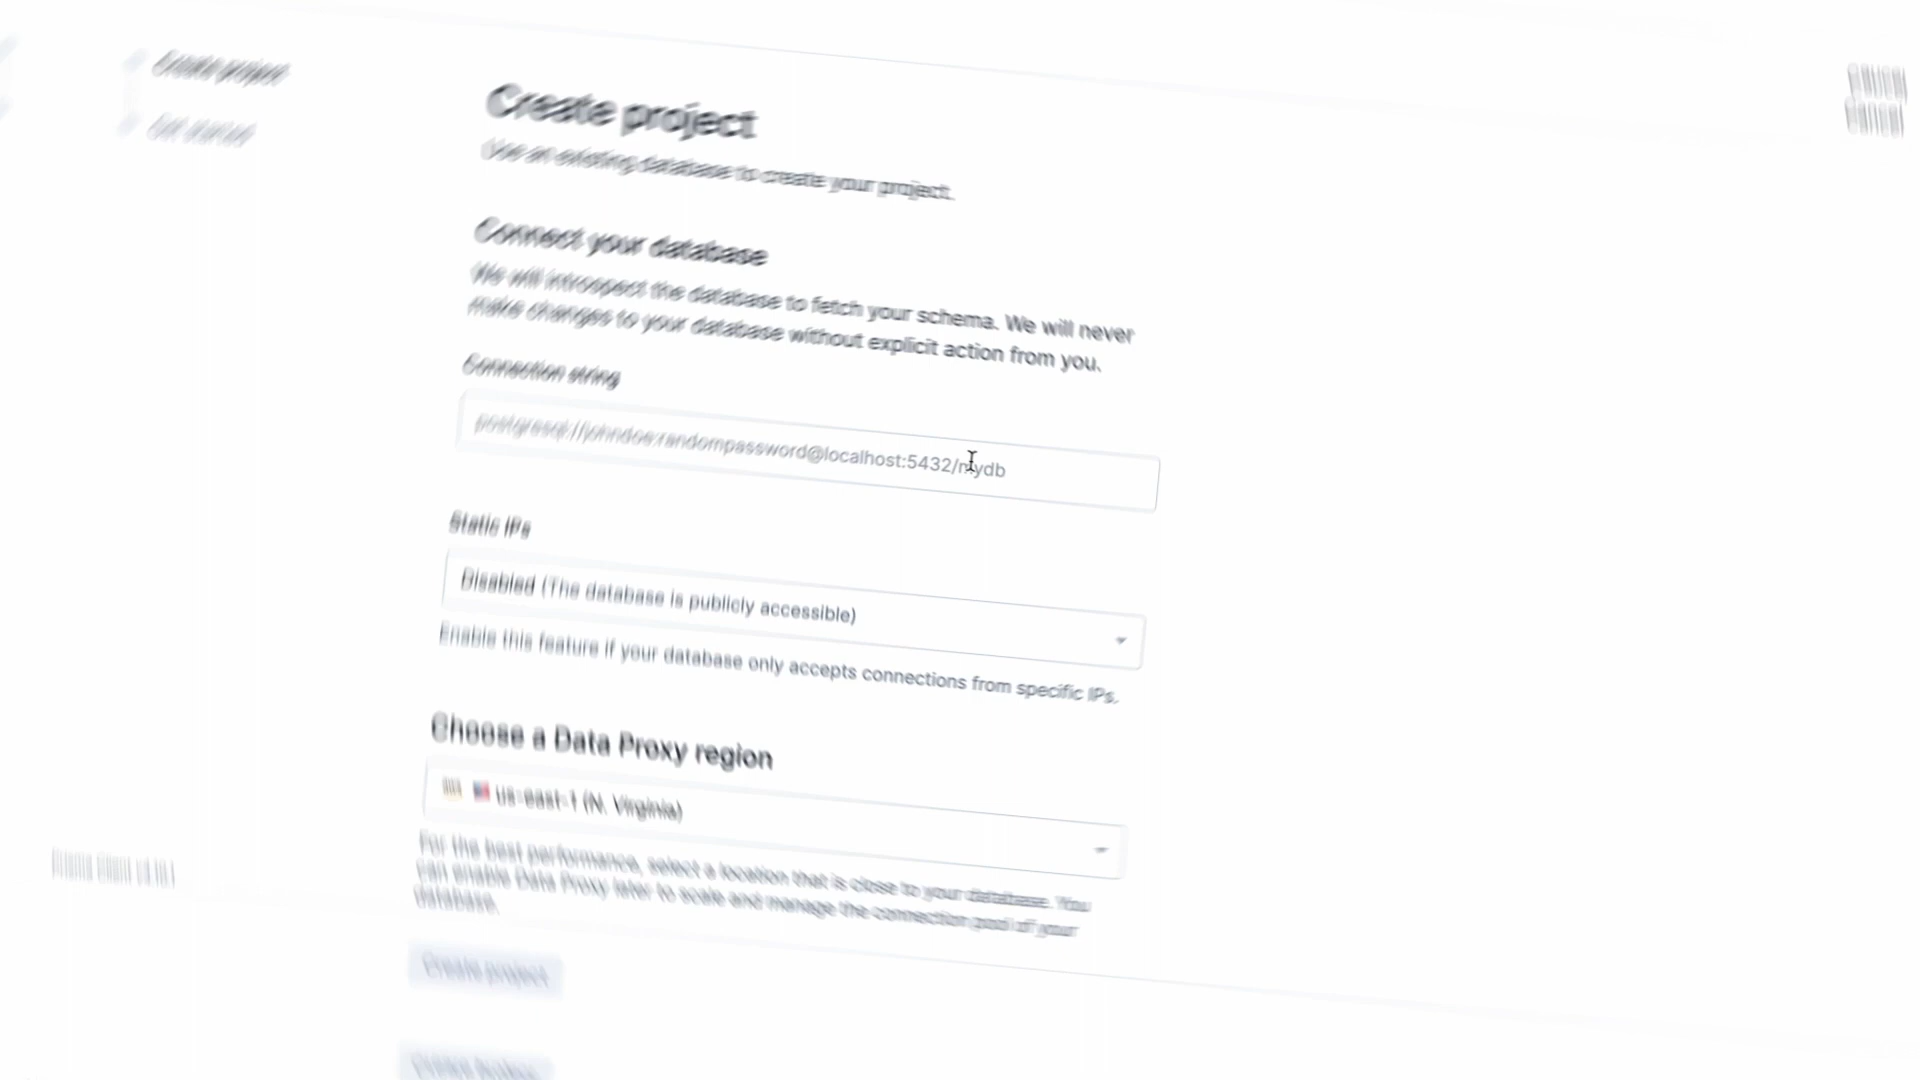 Create project
Get started
Create project
Use an existing database to create your project.
Connect your database
We will introspect the database to fetch your schema. We will never
make changes to your database without explicit action from you.
Connection string
postgresql://johndoe:randompassword@localhost:5432/mydb
Static IPs
Disabled (The database is publicly accessible)
Enable this feature if your database only accepts connections from specific IPs.
Choose a Data Proxy region
us-east-1 (N. Virginia)
For the best performance, select a location that is close to your database. You
can enable Data Proxy later to scale and manage the connection pool of your
database.
Create project